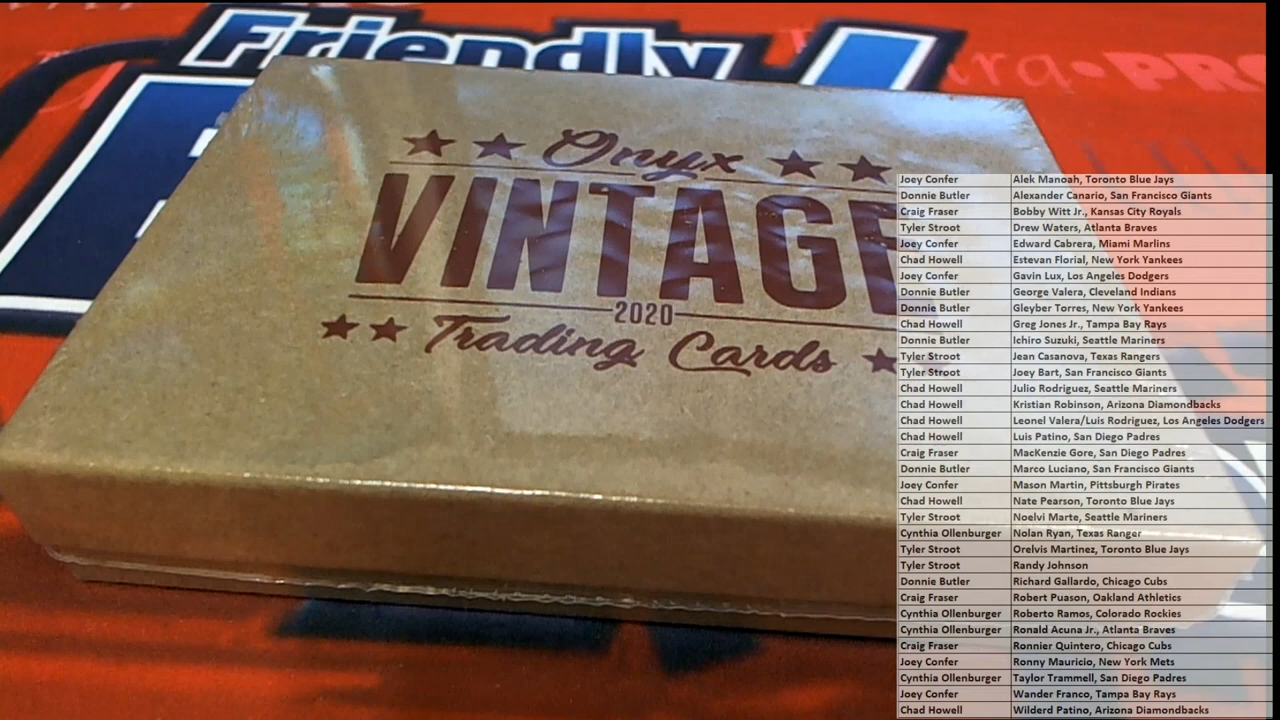 Friendly
ura•PRO
Onyx
VINTAGE
2020
Trading Cards
Joey Confer Alek Manoah, Toronto Blue Jays
Donnie Butler Alexander Canario, San Francisco Giants
Craig Fraser Bobby Witt Jr., Kansas City Royals
Tyler Stroot Drew Waters, Atlanta Braves
Joey Confer Edward Cabrera, Miami Marlins
Chad Howell Estevan Florial, New York Yankees
Joey Confer Gavin Lux, Los Angeles Dodgers
Donnie Butler George Valera, Cleveland Indians
Donnie Butler Gleyber Torres, New York Yankees
Chad Howell Greg Jones Jr., Tampa Bay Rays
Donnie Butler Ichiro Suzuki, Seattle Mariners
Tyler Stroot Jean Casanova, Texas Rangers
Tyler Stroot Joey Bart, San Francisco Giants
Chad Howell Julio Rodriguez, Seattle Mariners
Chad Howell Kristian Robinson, Arizona Diamondbacks
Chad Howell Leonel Valera/Luis Rodriguez, Los Angeles Dodgers
Chad Howell Luis Patino, San Diego Padres
Craig Fraser MacKenzie Gore, San Diego Padres
Donnie Butler Marco Luciano, San Francisco Giants
Joey Confer Mason Martin, Pittsburgh Pirates
Chad Howell Nate Pearson, Toronto Blue Jays
Tyler Stroot Noelvi Marte, Seattle Mariners
Cynthia Ollenburger Nolan Ryan, Texas Ranger
Tyler Stroot Orelvis Martinez, Toronto Blue Jays
Tyler Stroot Randy Johnson
Donnie Butler Richard Gallardo, Chicago Cubs
Craig Fraser Robert Puason, Oakland Athletics
Cynthia Ollenburger Roberto Ramos, Colorado Rockies
Cynthia Ollenburger Ronald Acuna Jr., Atlanta Braves
Craig Fraser Ronnier Quintero, Chicago Cubs
Joey Confer Ronny Mauricio, New York Mets
Cynthia Ollenburger Taylor Trammell, San Diego Padres
Joey Confer Wander Franco, Tampa Bay Rays
Chad Howell Wilderd Patino, Arizona Diamondbacks